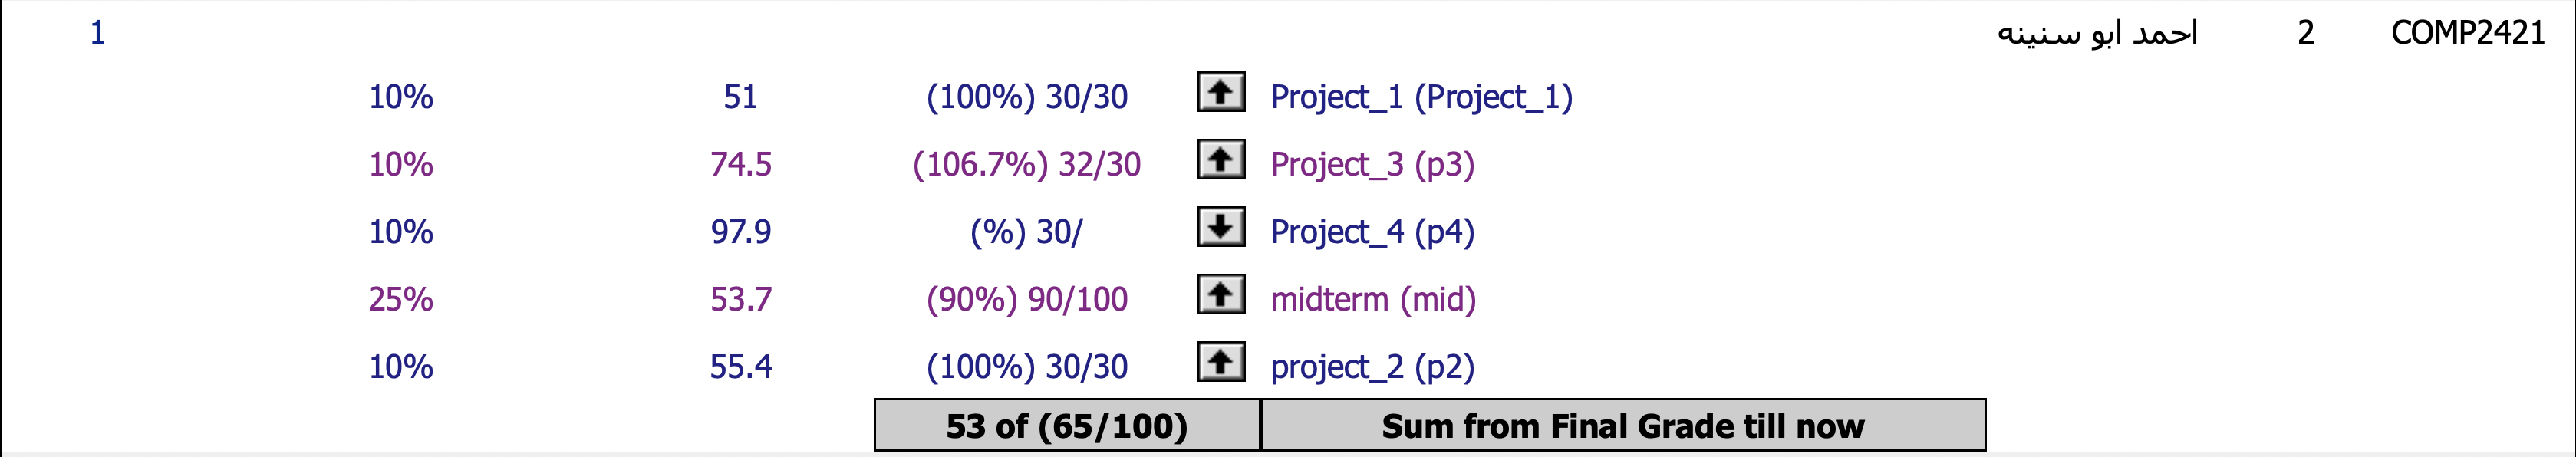 COMP2421 2 احمد ابو سنينه 1
Project_1 (Project_1) (100%) 30/30 51 10%
Project_3 (p3) (106.7%) 32/30 74.5 10%
Project_4 (p4) (%) 30/ 97.9 10%
midterm (mid) (90%) 90/100 53.7 25%
project_2 (p2) (100%) 30/30 55.4 10%
Sum from Final Grade till now 53 of (65/100)